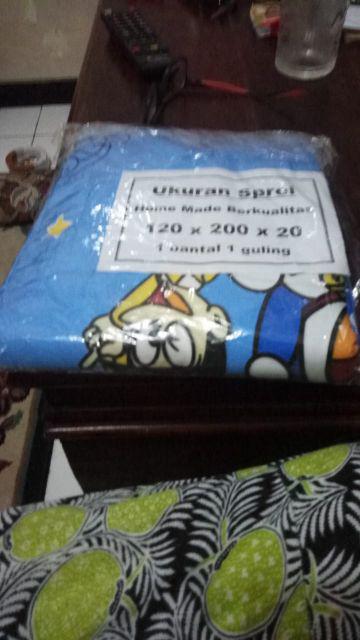 Ukuran Sprei
Home Made Berkualitas
120 x 200 x 20
1 bantal 1 guling